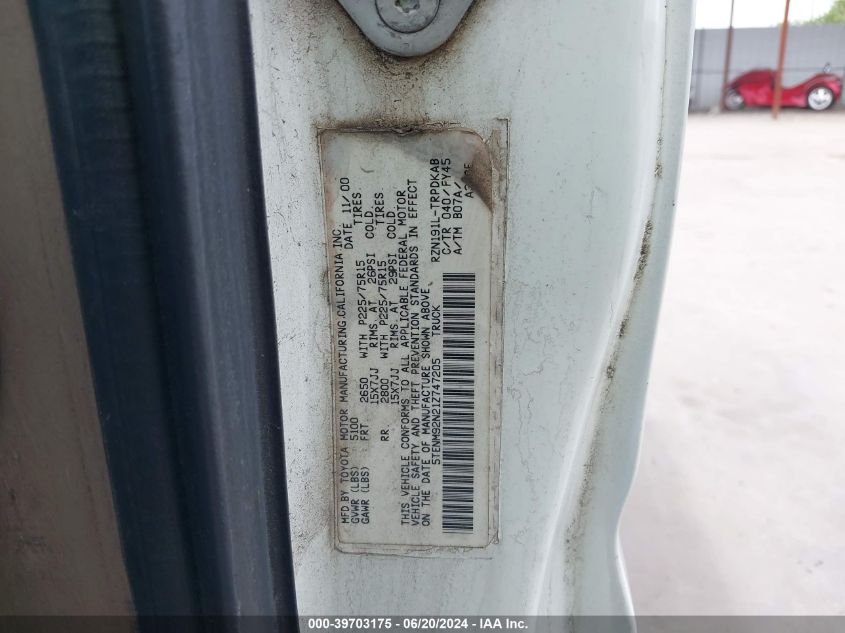 MFD BY TOYOTA MOTOR MANUFACTURING CALIFORNIA INC.
GVWR (LBS) 5100 DATE 11/00
GAWR (LBS) FRT 2650 WITH P225/75R15 TIRES
15X7JJ RIMS AT 26PSI COLD.
RR 2800 WITH P225/75R15 TIRES
15X7JJ RIMS AT 29PSI COLD.
THIS VEHICLE CONFORMS TO ALL APPLICABLE FEDERAL MOTOR
VEHICLE SAFETY AND THEFT PREVENTION STANDARDS IN EFFECT
ON THE DATE OF MANUFACTURE SHOWN ABOVE.
5TENM92N21Z747205 TRUCK
RZN191L-TRPDKAB
C/TR 040/FY45
A/TM B07A/
000-39703175 - 06/20/2024 - IAA Inc.